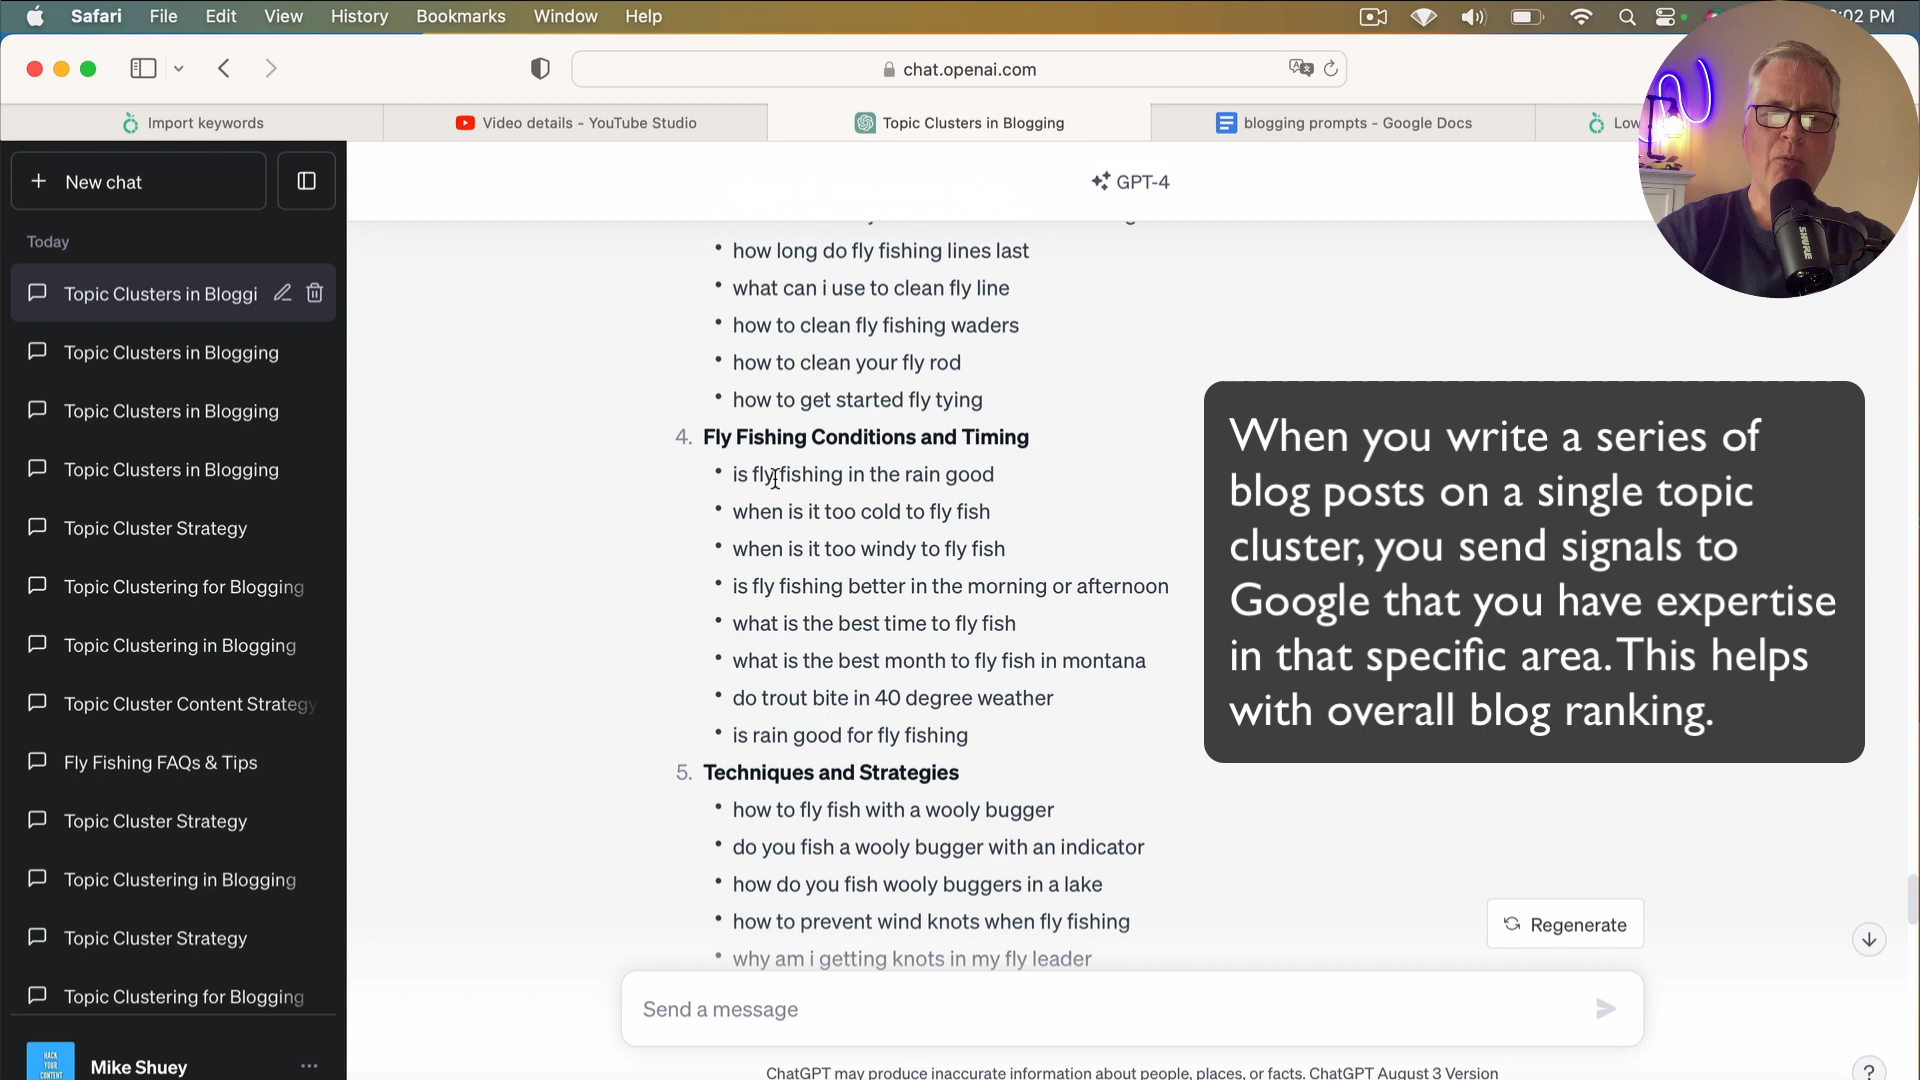 Safari File Edit View History Bookmarks Window Help
:02 PM
chat.openai.com
Import keywords
Video details - YouTube Studio
Topic Clusters in Blogging
blogging prompts - Google Docs
New chat
GPT-4
Today
Topic Clusters in Bloggi
Topic Clusters in Blogging
Topic Clusters in Blogging
Topic Clusters in Blogging
Topic Cluster Strategy
Topic Clustering for Blogging
Topic Clustering in Blogging
Topic Cluster Content Strategy
Fly Fishing FAQs & Tips
Topic Cluster Strategy
Topic Clustering in Blogging
Topic Cluster Strategy
Topic Clustering for Blogging
HACK
YOUR
CONTENT
Mike Shuey
• how long do fly fishing lines last
• what can i use to clean fly line
• how to clean fly fishing waders
• how to clean your fly rod
• how to get started fly tying
4. Fly Fishing Conditions and Timing
• is fly fishing in the rain good
• when is it too cold to fly fish
• when is it too windy to fly fish
• is fly fishing better in the morning or afternoon
• what is the best time to fly fish
• what is the best month to fly fish in montana
• do trout bite in 40 degree weather
• is rain good for fly fishing
5. Techniques and Strategies
• how to fly fish with a wooly bugger
• do you fish a wooly bugger with an indicator
• how do you fish wooly buggers in a lake
• how to prevent wind knots when fly fishing
• why am i getting knots in my fly leader
When you write a series of
blog posts on a single topic
cluster, you send signals to
Google that you have expertise
in that specific area. This helps
with overall blog ranking.
SHURE
Regenerate
Send a message
ChatGPT may produce inaccurate information about people, places, or facts. ChatGPT August 3 Version
?